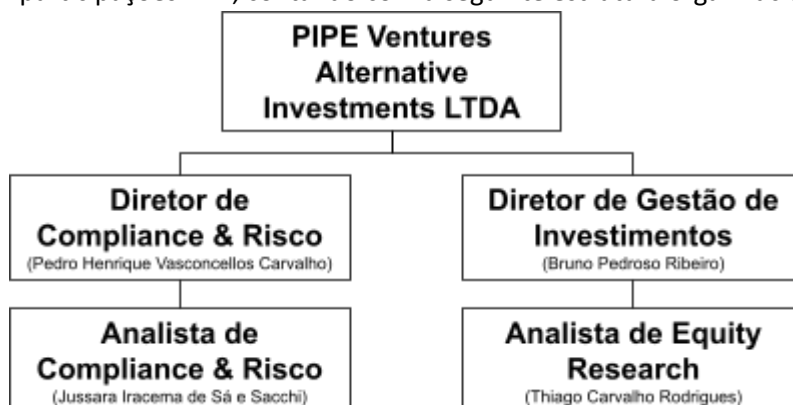 PIPE Ventures
Alternative
Investments LTDA
Diretor de
Compliance & Risco
(Pedro Henrique Vasconcellos Carvalho)
Diretor de Gestão de
Investimentos
(Bruno Pedroso Ribeiro)
Analista de
Compliance & Risco
(Jussara Iracema de Sá e Sacchi)
Analista de Equity
Research
(Thiago Carvalho Rodrigues)